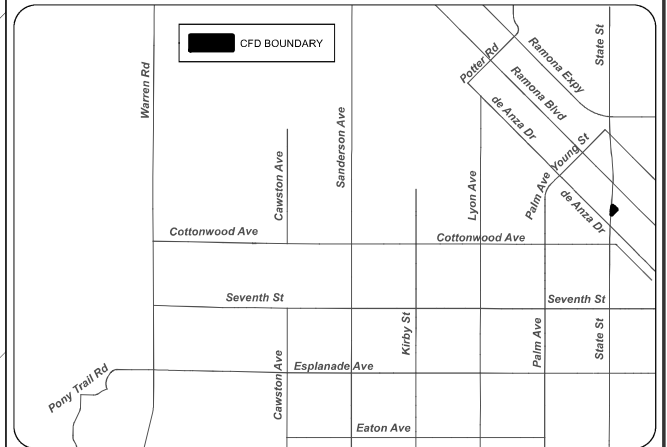 CFD BOUNDARY
State St
Ramona Expy
Potter Rd
Ramona Blvd
Warren Rd
de Anza Dr
Sanderson Ave
Young St
Cawston Ave
Lyon Ave
Palm Ave
de Anza Dr
Cottonwood Ave
Cottonwood Ave
Seventh St
Seventh St
Kirby St
Palm Ave
State St
Esplanade Ave
Pony Trail Rd
Cawston Ave
Eaton Ave